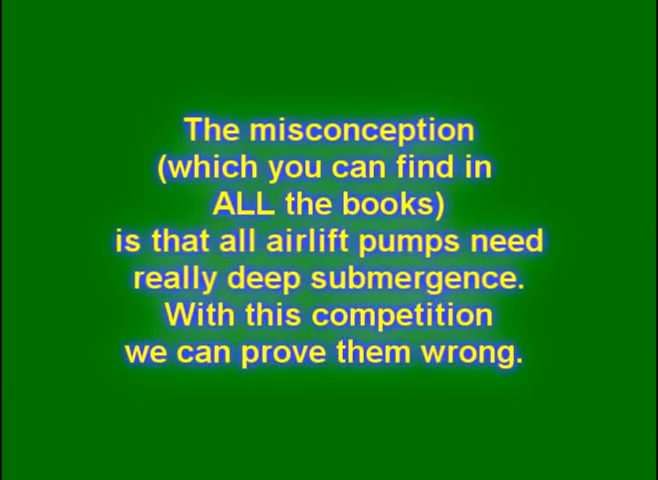 The misconception
(which you can find in
ALL the books)
is that all airlift pumps need
really deep submergence.
With this competition
we can prove them wrong.